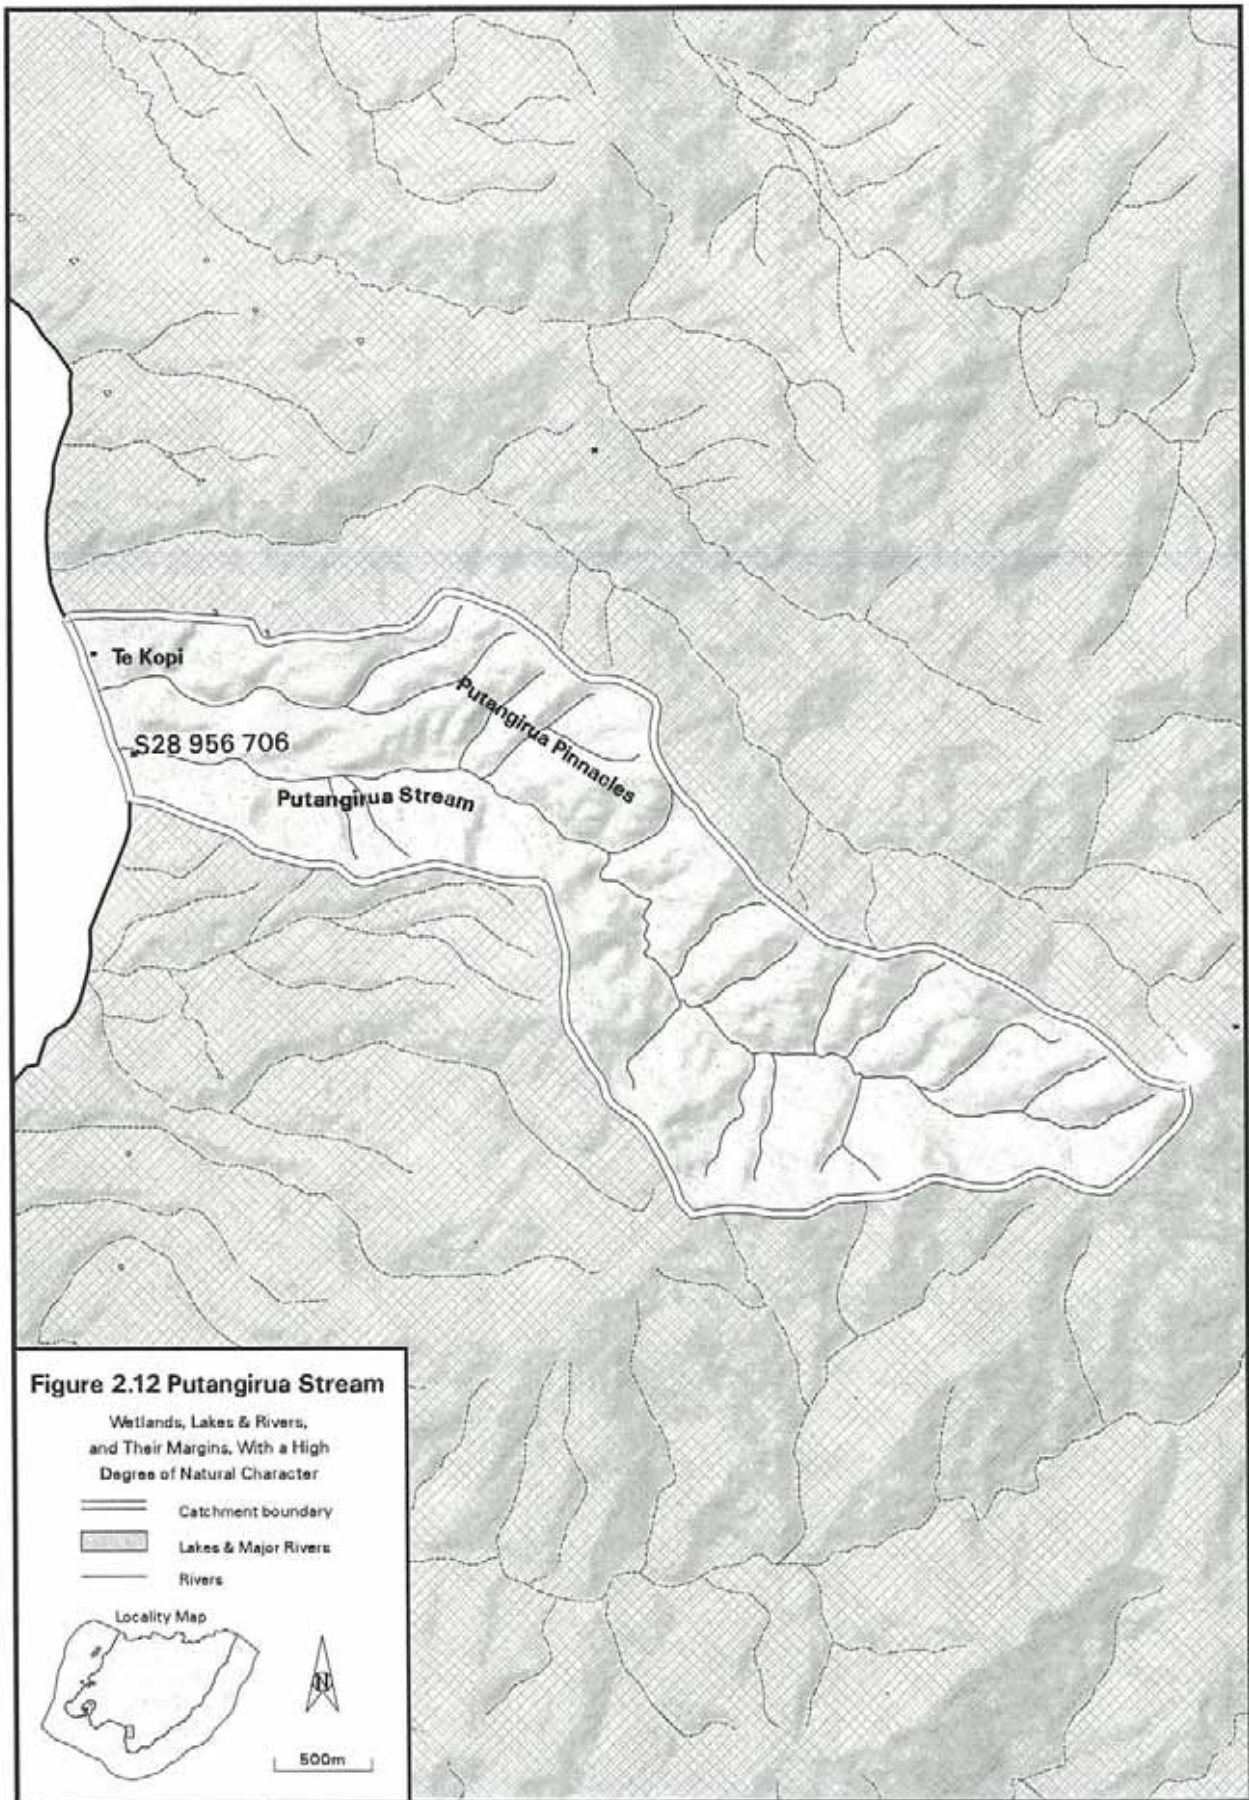 Te Kopi
Putangirua Pinnacles
S28 956 706
Putangirua Stream
Figure 2.12 Putangirua Stream
Wetlands, Lakes & Rivers,
and Their Margins, With a High
Degree of Natural Character
Catchment boundary
Lakes & Major Rivers
Rivers
Locality Map
N
500m